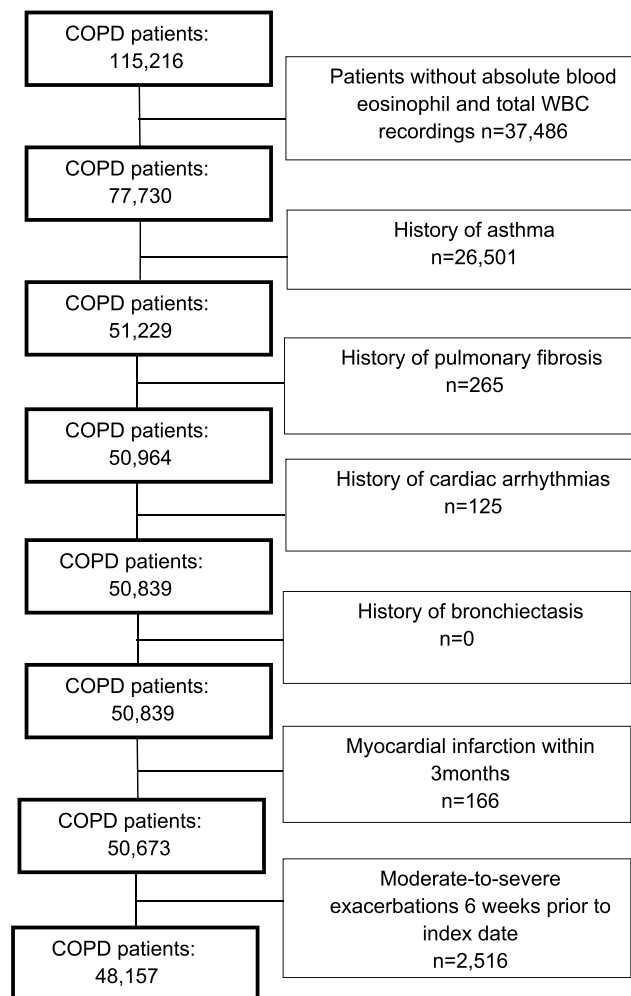 COPD patients:
115,216
Patients without absolute blood
eosinophil and total WBC
recordings n=37,486
COPD patients:
77,730
History of asthma
n=26,501
COPD patients:
51,229
History of pulmonary fibrosis
n=265
COPD patients:
50,964
History of cardiac arrhythmias
n=125
COPD patients:
50,839
History of bronchiectasis
n=0
COPD patients:
50,839
Myocardial infarction within
3months
n=166
COPD patients:
50,673
Moderate-to-severe
exacerbations 6 weeks prior to
index date
n=2,516
COPD patients:
48,157